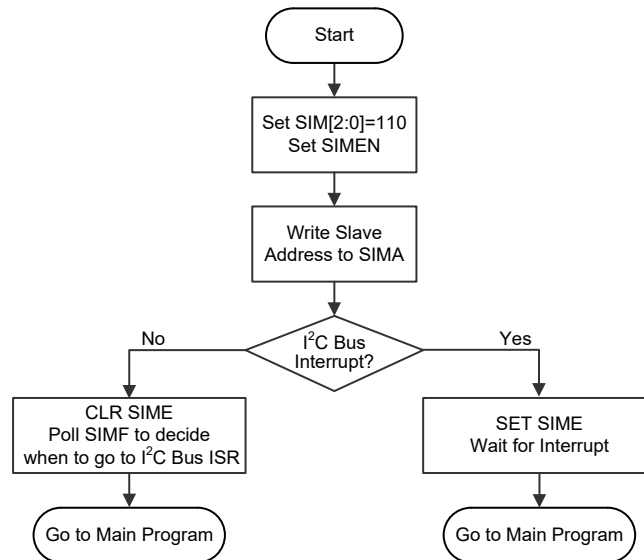 Start
Set SIM[2:0]=110
Set SIMEN
Write Slave
Address to SIMA
I²C Bus
Interrupt?
No
Yes
CLR SIME
Poll SIMF to decide
when to go to I²C Bus ISR
SET SIME
Wait for Interrupt
Go to Main Program
Go to Main Program